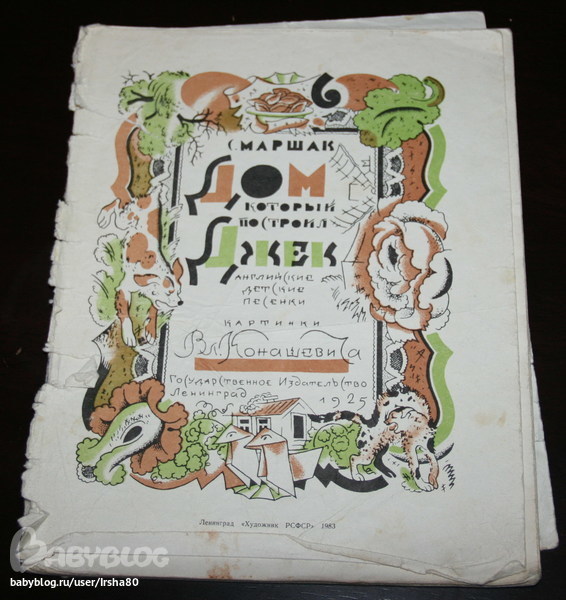 С. МАРШАК
ДОМ
КОТОРЫЙ
ПОСТРОИЛ
ДЖЕК
АНГЛИЙСКИЕ
ДЕТСКИЕ
ПЕСЕНКИ
КАРТИНКИ
Вл. Конашевича
Государственное Издательство
Ленинград 1925
Ленинград «Художник РСФСР» 1983
BABYBLOG
babyblog.ru/user/Irsha80